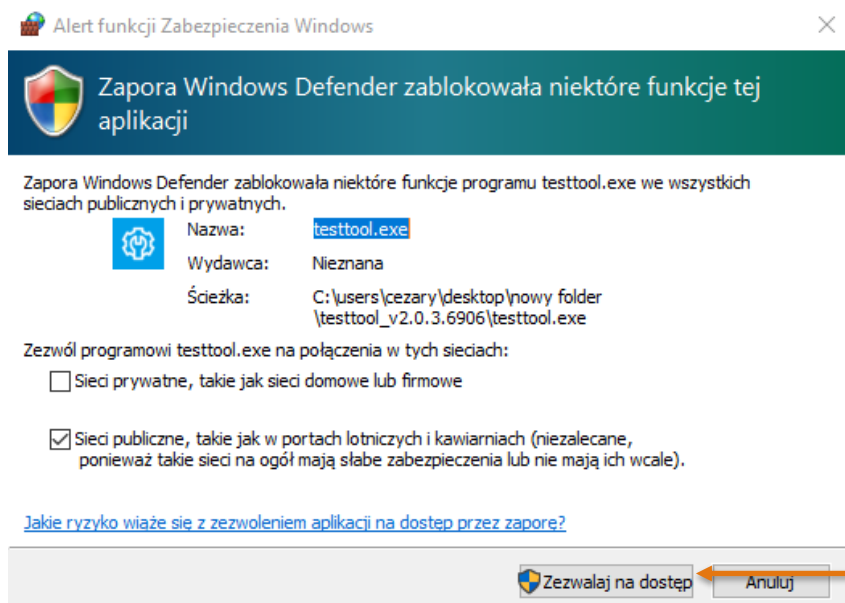 Alert funkcji Zabezpieczenia Windows
Zapora Windows Defender zablokowała niektóre funkcje tej
aplikacji
Zapora Windows Defender zablokowała niektóre funkcje programu testtool.exe we wszystkich
sieciach publicznych i prywatnych.
Nazwa: testtool.exe
Wydawca: Nieznana
Ścieżka: C:\users\cezary\desktop\nowy folder
\testtool_v2.0.3.6906\testtool.exe
Zezwól programowi testtool.exe na połączenia w tych sieciach:
Sieci prywatne, takie jak sieci domowe lub firmowe
Sieci publiczne, takie jak w portach lotniczych i kawiarniach (niezalecane,
ponieważ takie sieci na ogół mają słabe zabezpieczenia lub nie mają ich wcale).
Jakie ryzyko wiąże się z zezwoleniem aplikacji na dostęp przez zaporę?
Zezwalaj na dostęp Anuluj